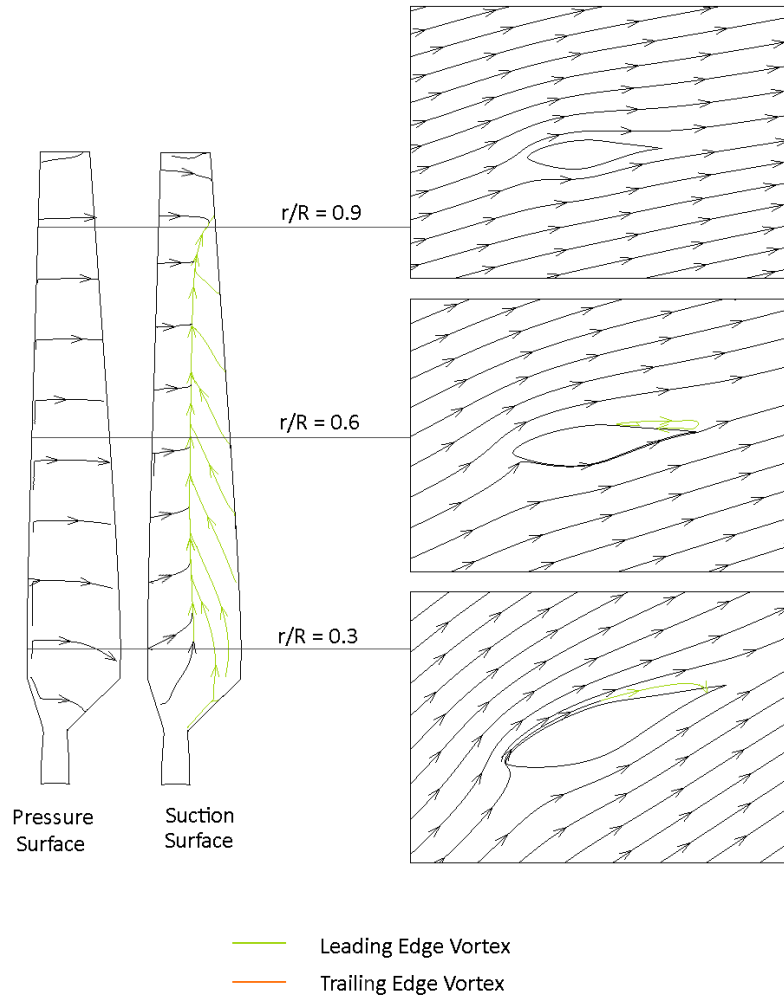 r/R = 0.9
r/R = 0.6
r/R = 0.3
Pressure
Surface
Suction
Surface
Leading Edge Vortex
Trailing Edge Vortex